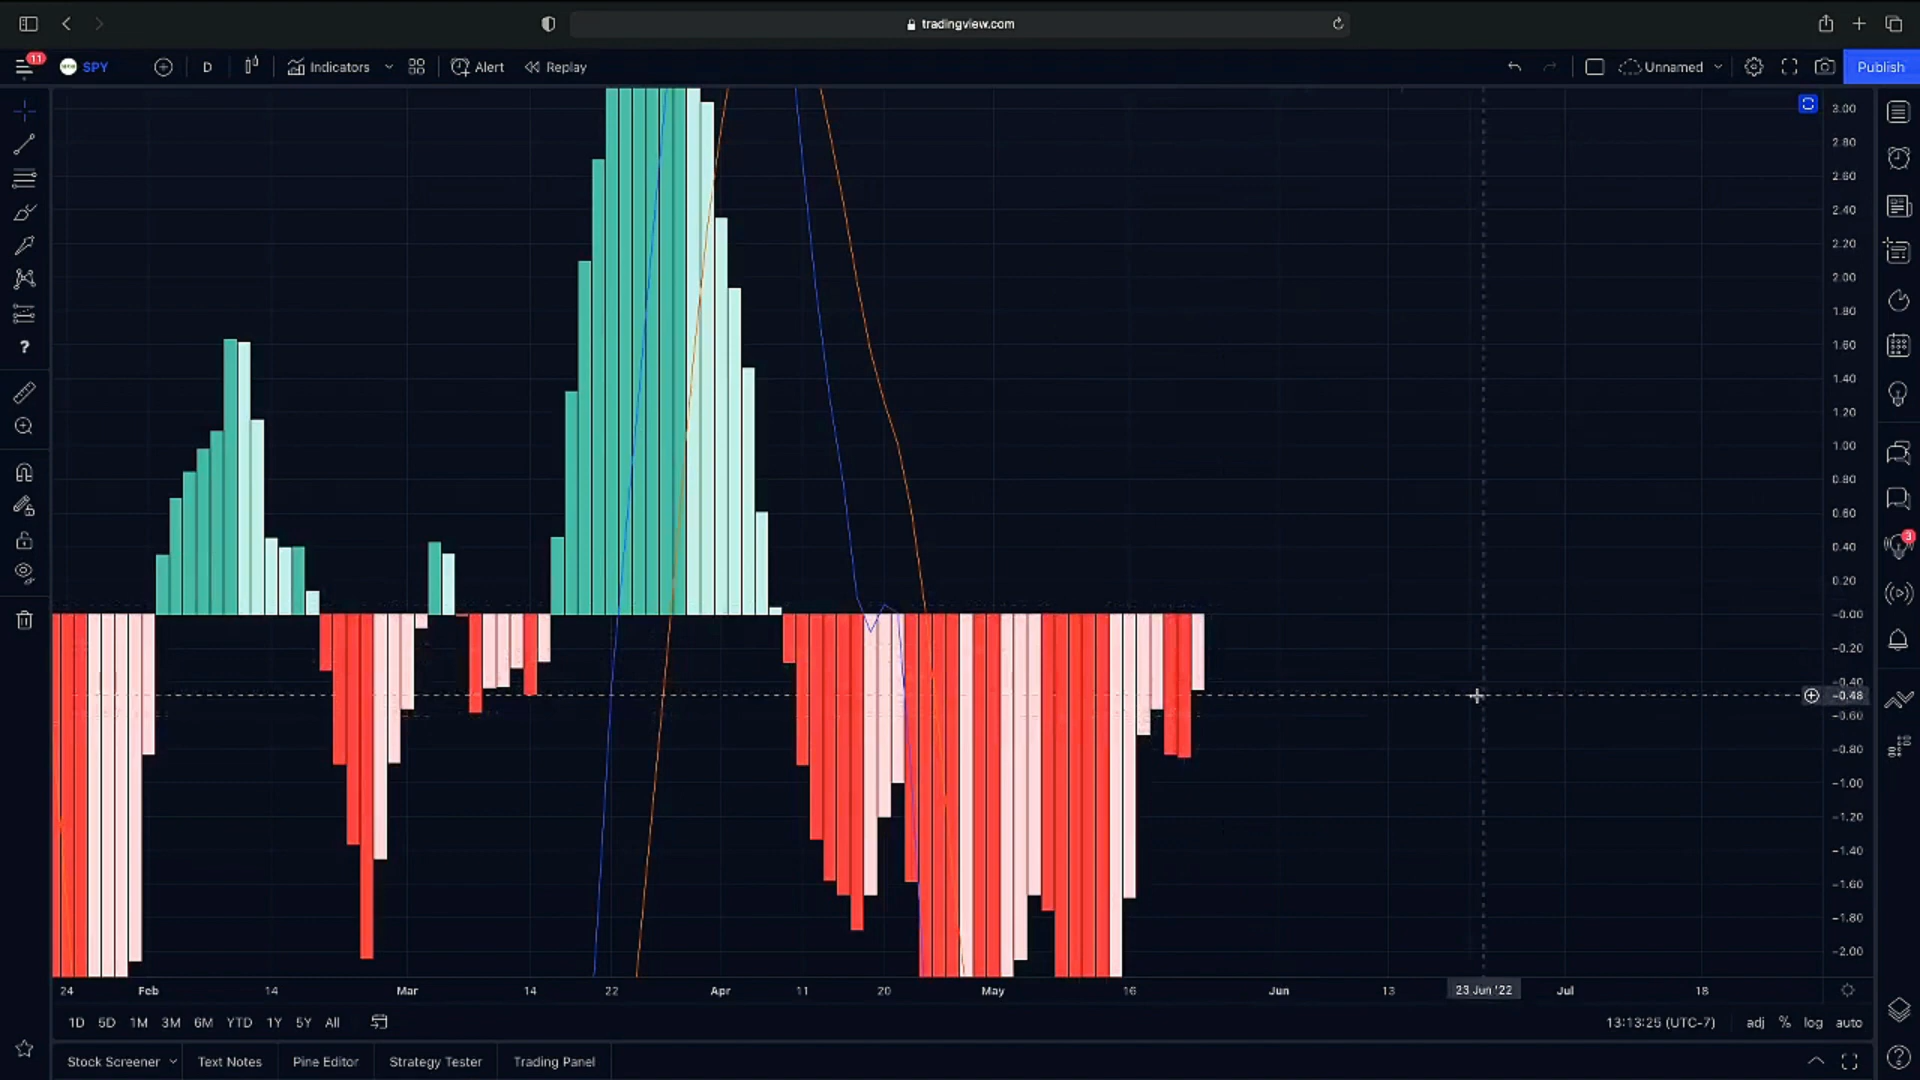 tradingview.com
11
SPY
D
Indicators
Alert
Replay
Unnamed
Publish
3.00
2.80
2.60
2.40
2.20
2.00
1.80
1.60
1.40
1.20
1.00
0.80
0.60
0.40
0.20
-0.00
-0.20
-0.40
-0.48
-0.60
-0.80
-1.00
-1.20
-1.40
-1.60
-1.80
-2.00
3
24 Feb 14 Mar 14 22 Apr 11 20 May 16 Jun 13 23 Jun '22 Jul 18
1D 5D 1M 3M 6M YTD 1Y 5Y All
13:13:25 (UTC-7) adj % log auto
Stock Screener Text Notes Pine Editor Strategy Tester Trading Panel